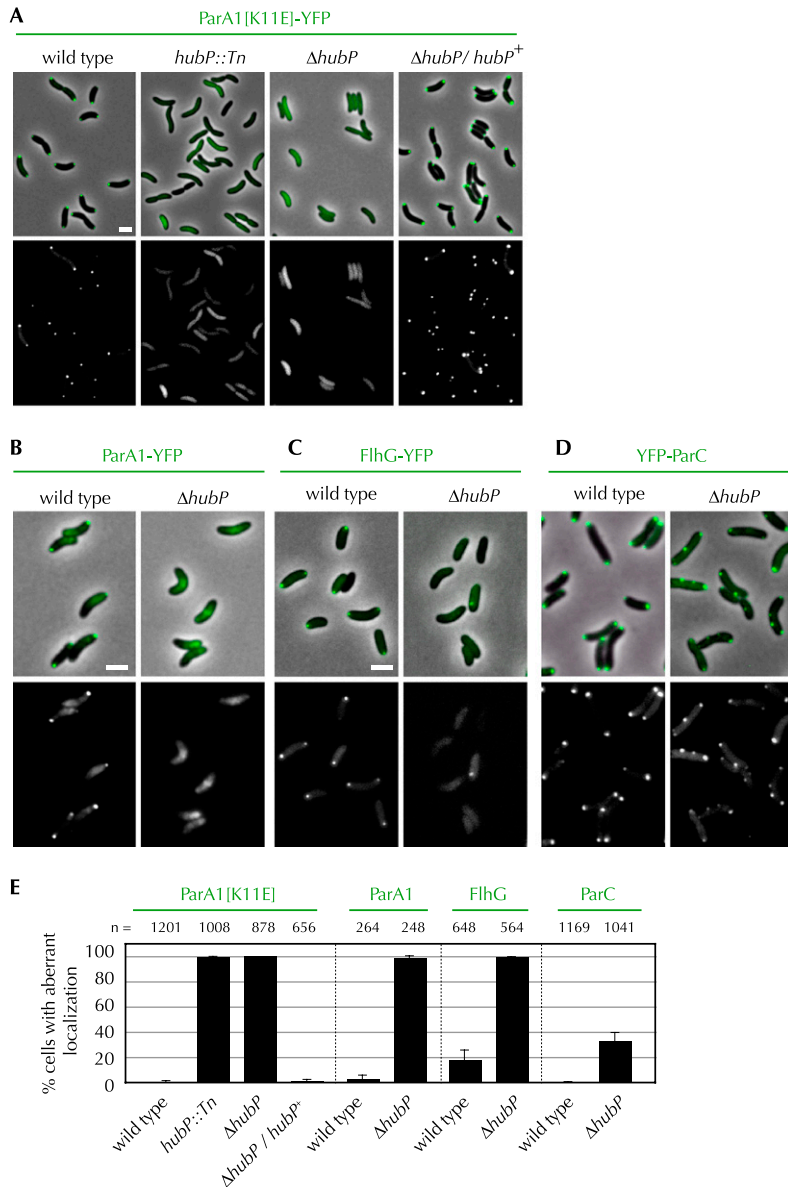 A
ParA1[K11E]-YFP
wild type hubP::Tn ΔhubP ΔhubP/ hubP+
B C D
ParA1-YFP FlhG-YFP YFP-ParC
wild type ΔhubP wild type ΔhubP wild type ΔhubP
E
ParA1[K11E] ParA1 FlhG ParC
n = 1201 1008 878 656 264 248 648 564 1169 1041
% cells with aberrant
localization
100
80
60
40
20
0
wild type hubP::Tn ΔhubP ΔhubP / hubP+ wild type ΔhubP wild type ΔhubP wild type ΔhubP